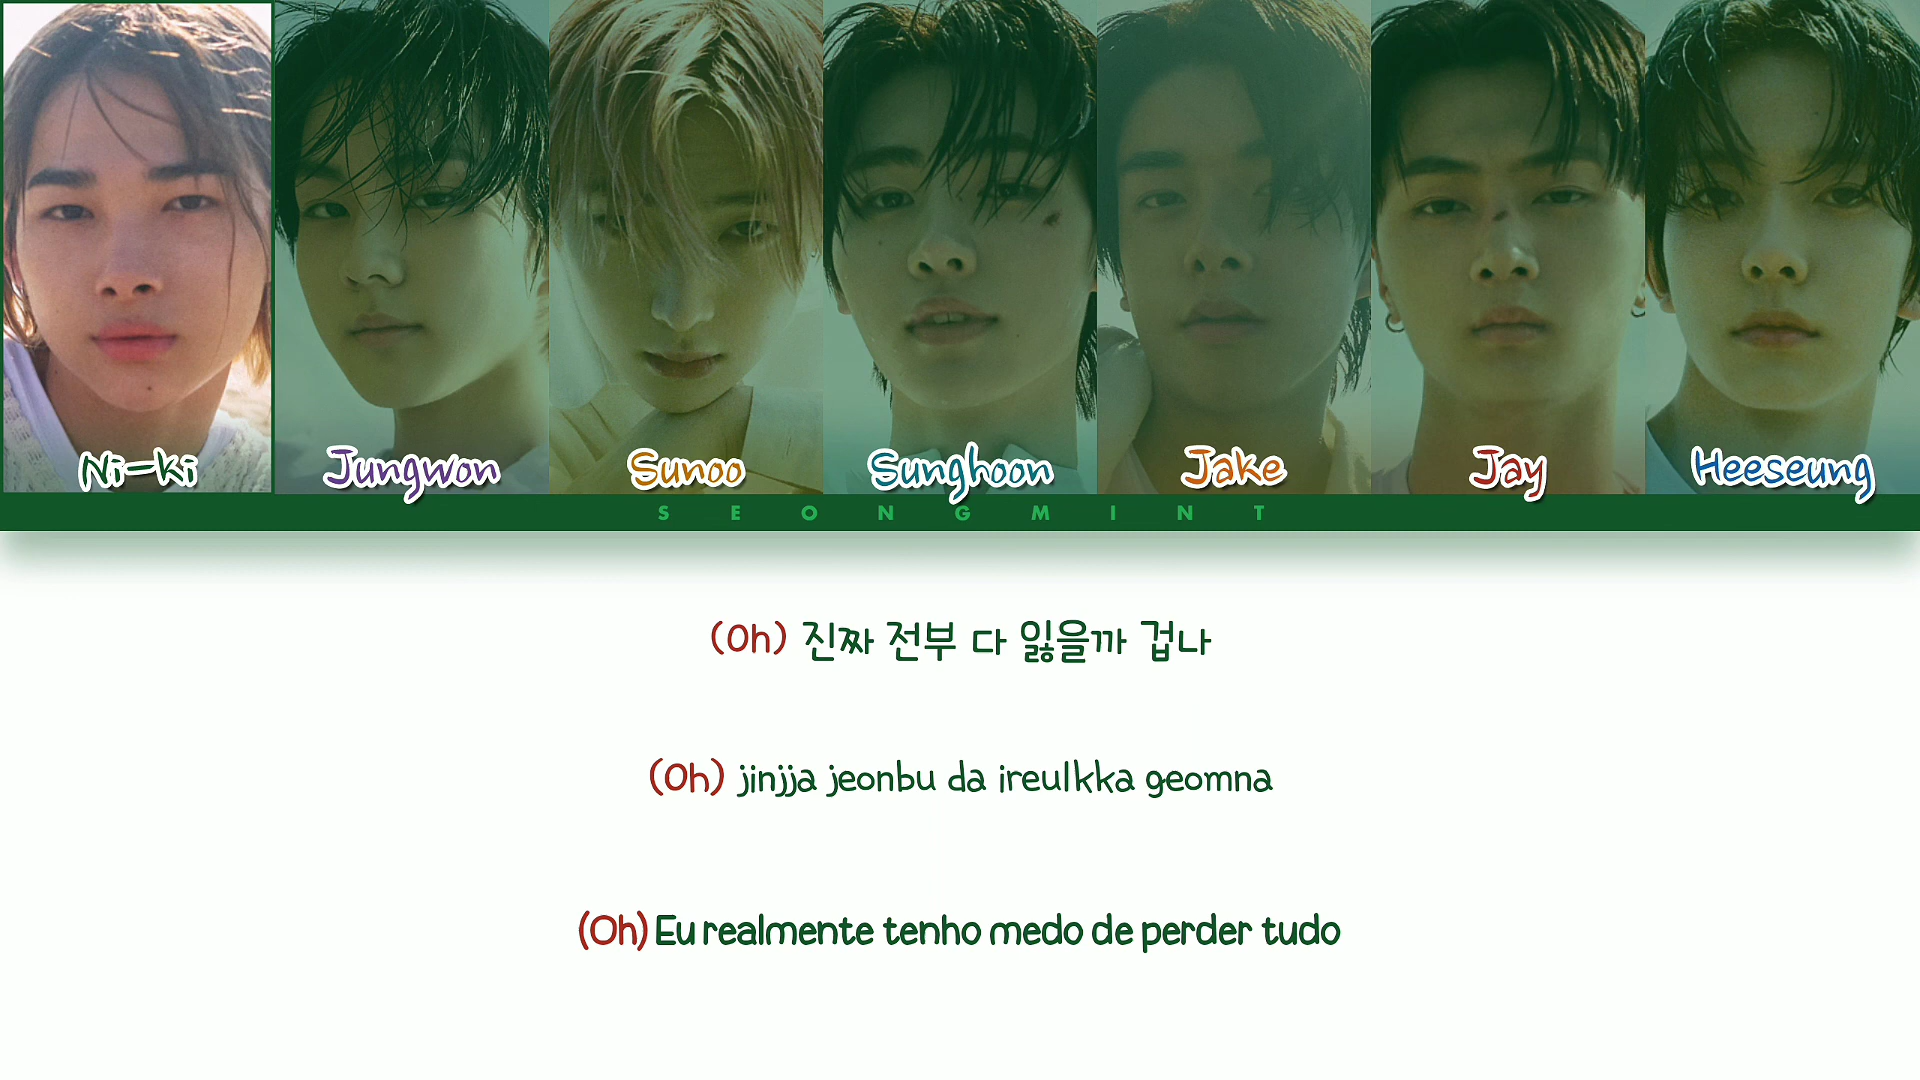 Ni-ki Jungwon Sunoo Sunghoon Jake Jay Heeseung
SEONGMINT
(Oh) 진짜 전부 다 잃을까 겁나
(Oh) jinjja jeonbu da ireulkka geomna
(Oh) Eu realmente tenho medo de perder tudo